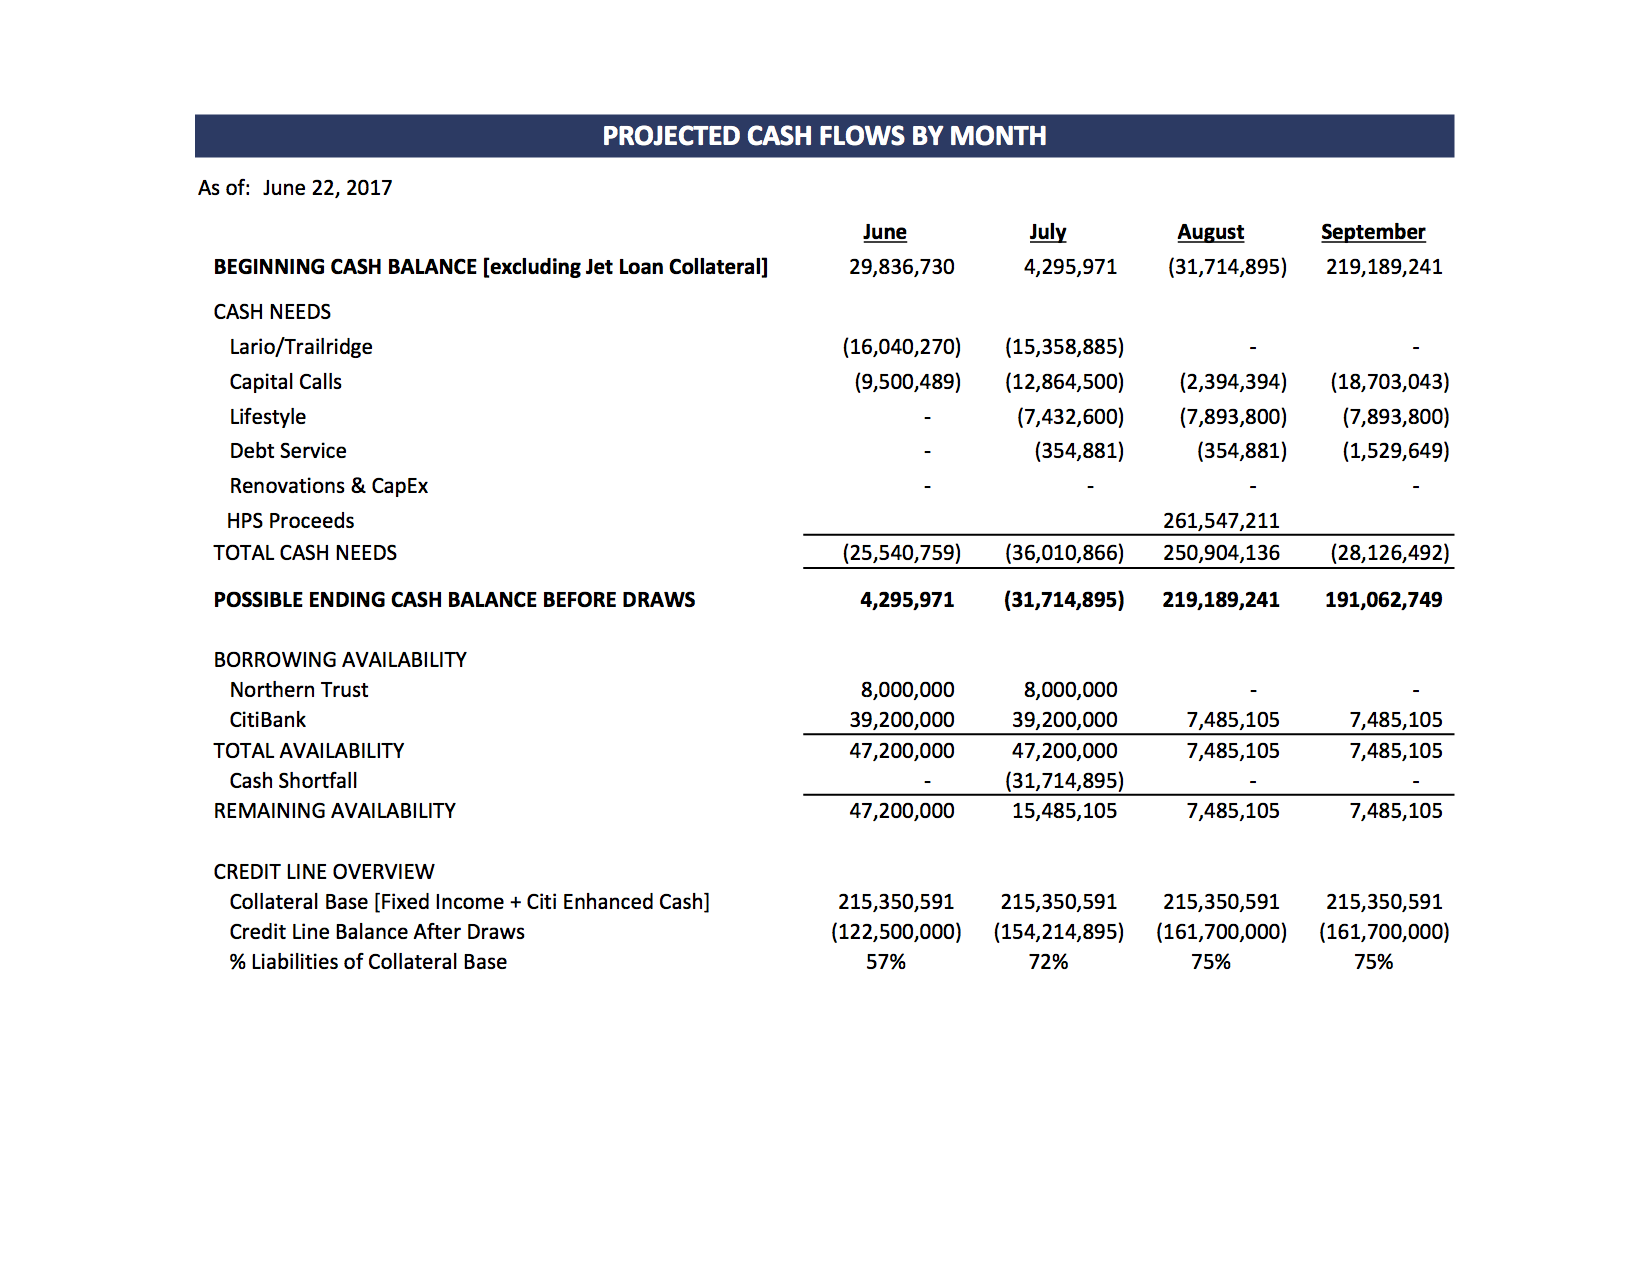 PROJECTED CASH FLOWS BY MONTH
As of: June 22, 2017
June July August September
BEGINNING CASH BALANCE [excluding Jet Loan Collateral] 29,836,730 4,295,971 (31,714,895) 219,189,241
CASH NEEDS
Lario/Trailridge (16,040,270) (15,358,885) - -
Capital Calls (9,500,489) (12,864,500) (2,394,394) (18,703,043)
Lifestyle - (7,432,600) (7,893,800) (7,893,800)
Debt Service - (354,881) (354,881) (1,529,649)
Renovations & CapEx - - - -
HPS Proceeds 261,547,211
TOTAL CASH NEEDS (25,540,759) (36,010,866) 250,904,136 (28,126,492)
POSSIBLE ENDING CASH BALANCE BEFORE DRAWS 4,295,971 (31,714,895) 219,189,241 191,062,749
BORROWING AVAILABILITY
Northern Trust 8,000,000 8,000,000 - -
CitiBank 39,200,000 39,200,000 7,485,105 7,485,105
TOTAL AVAILABILITY 47,200,000 47,200,000 7,485,105 7,485,105
Cash Shortfall - (31,714,895) - -
REMAINING AVAILABILITY 47,200,000 15,485,105 7,485,105 7,485,105
CREDIT LINE OVERVIEW
Collateral Base [Fixed Income + Citi Enhanced Cash] 215,350,591 215,350,591 215,350,591 215,350,591
Credit Line Balance After Draws (122,500,000) (154,214,895) (161,700,000) (161,700,000)
% Liabilities of Collateral Base 57% 72% 75% 75%